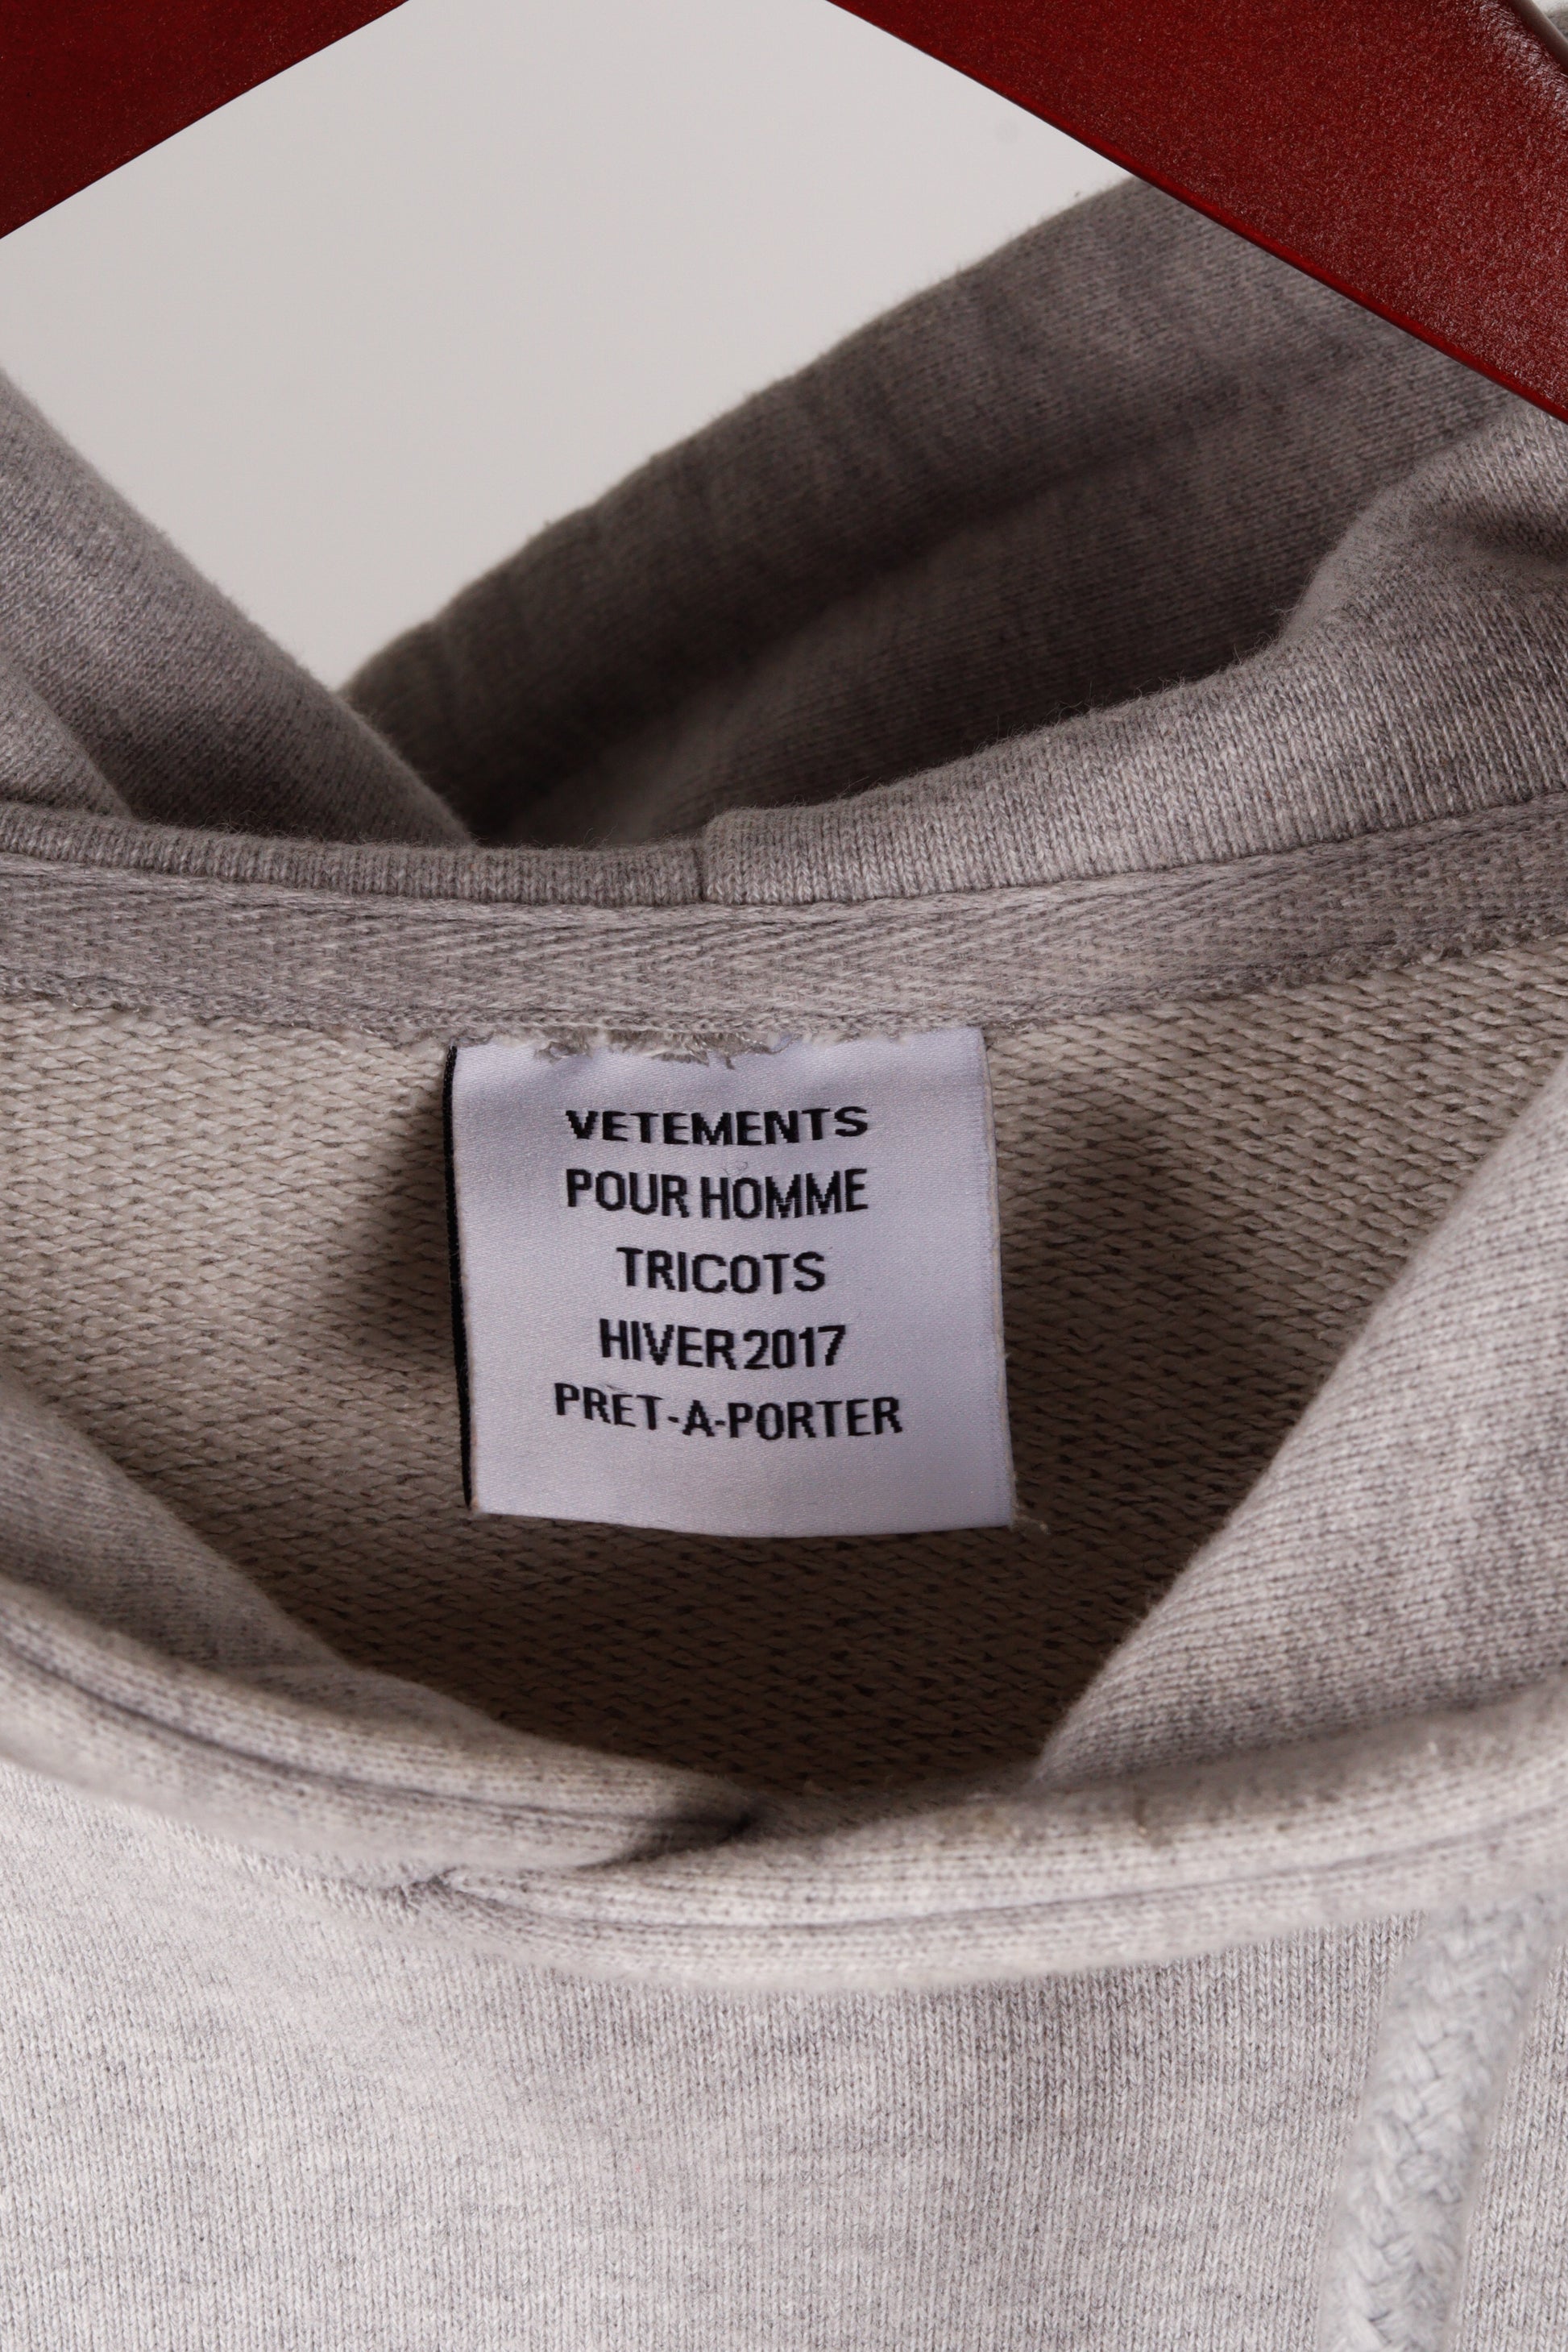 VETEMENTS
POUR HOMME
TRICOTS
HIVER 2017
PRET-A-PORTER